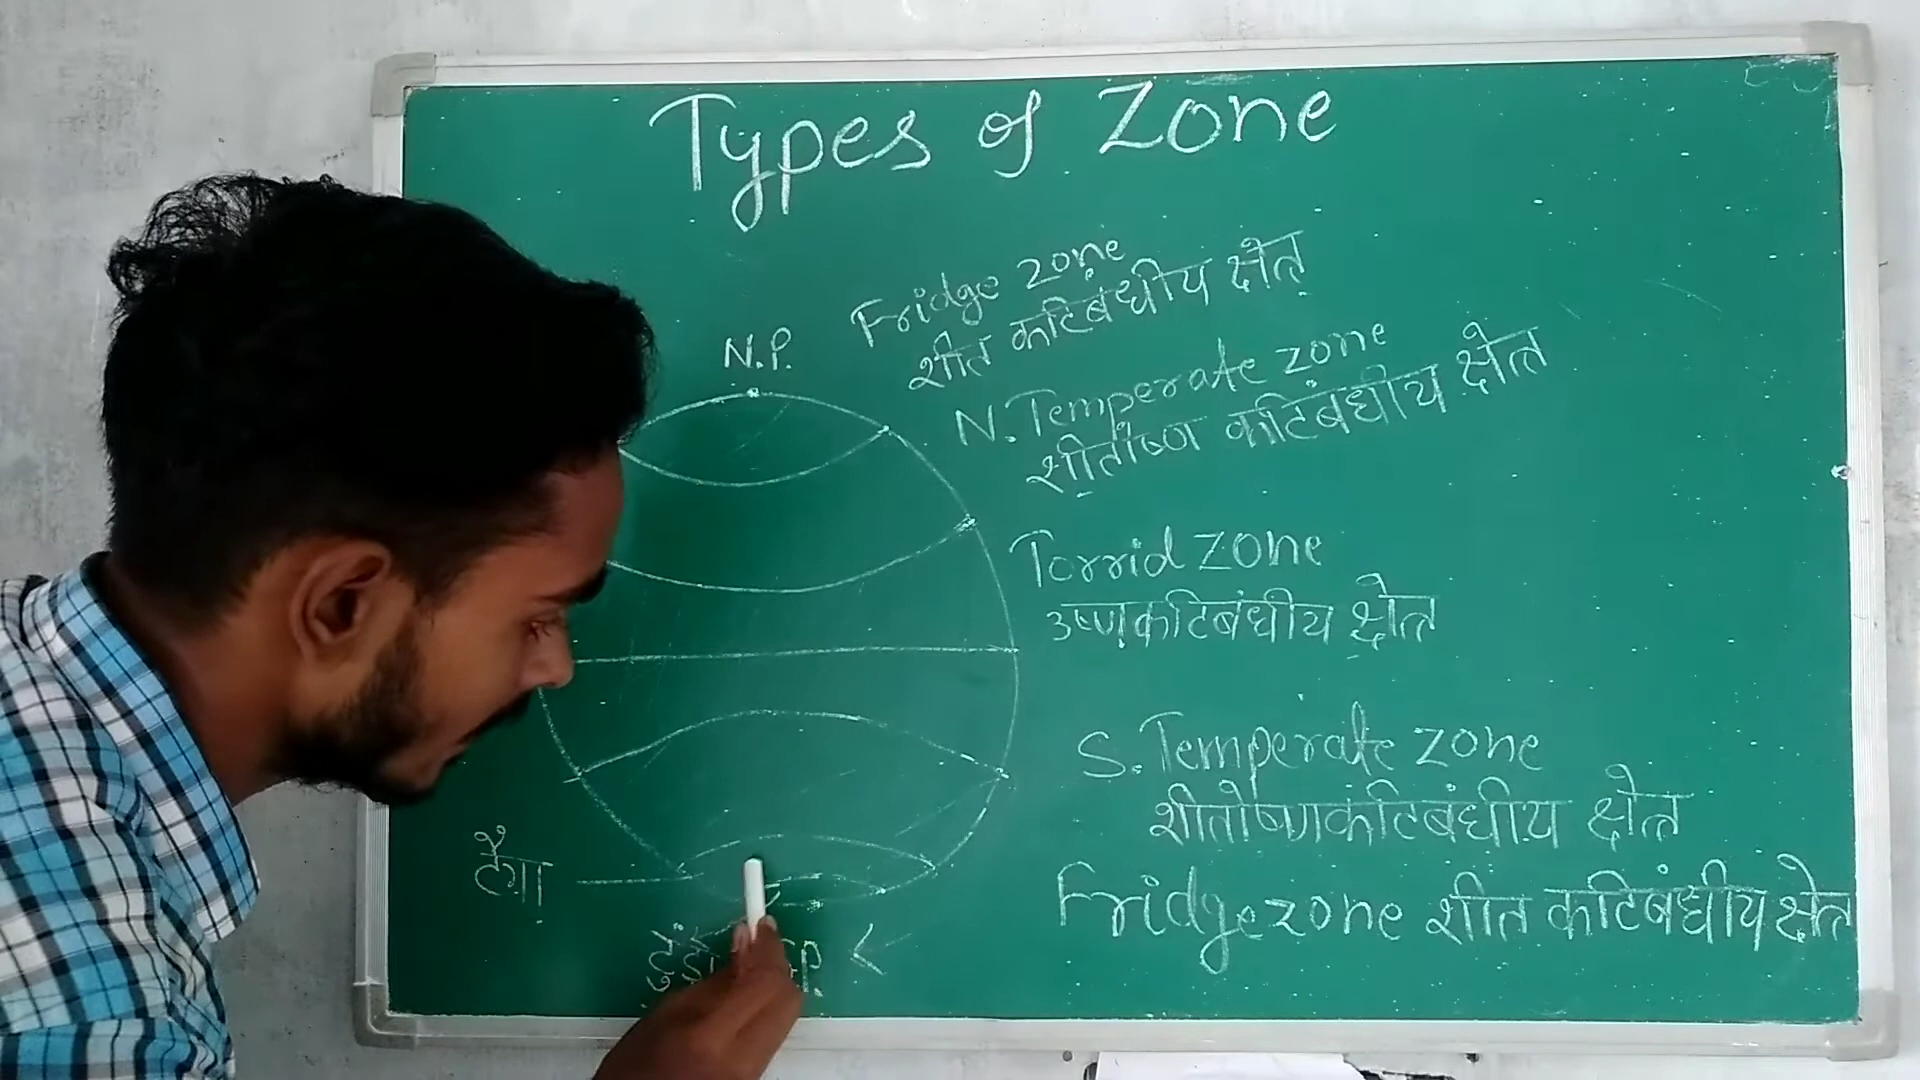 Types of Zone
N.P.
Fridge zone
शीत कटिबंधीय क्षेत्र
N. Temperate zone
शीतोष्ण कटिबंधीय क्षेत्र
Torrid zone
उष्णकटिबंधीय क्षेत्र
S. Temperate zone
शीतोष्णकटिबंधीय क्षेत्र
टैगा
Fridge zone शीत कटिबंधीय क्षेत्र